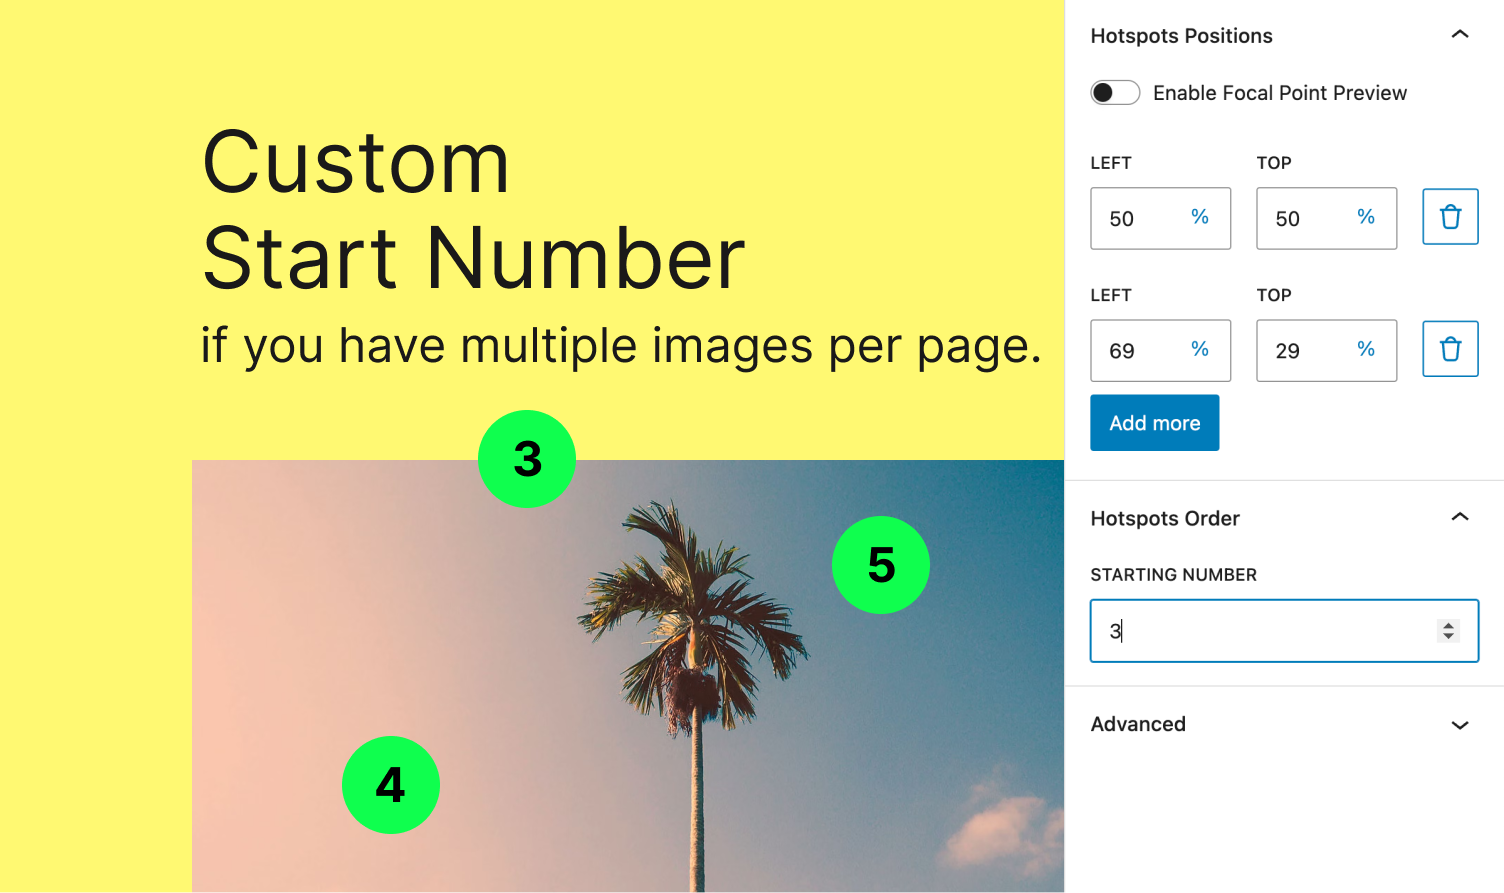 Custom
Start Number
if you have multiple images per page.
3
5
4
Hotspots Positions
Enable Focal Point Preview
LEFT TOP
50 % 50 %
LEFT TOP
69 % 29 %
Add more
Hotspots Order
STARTING NUMBER
3
Advanced